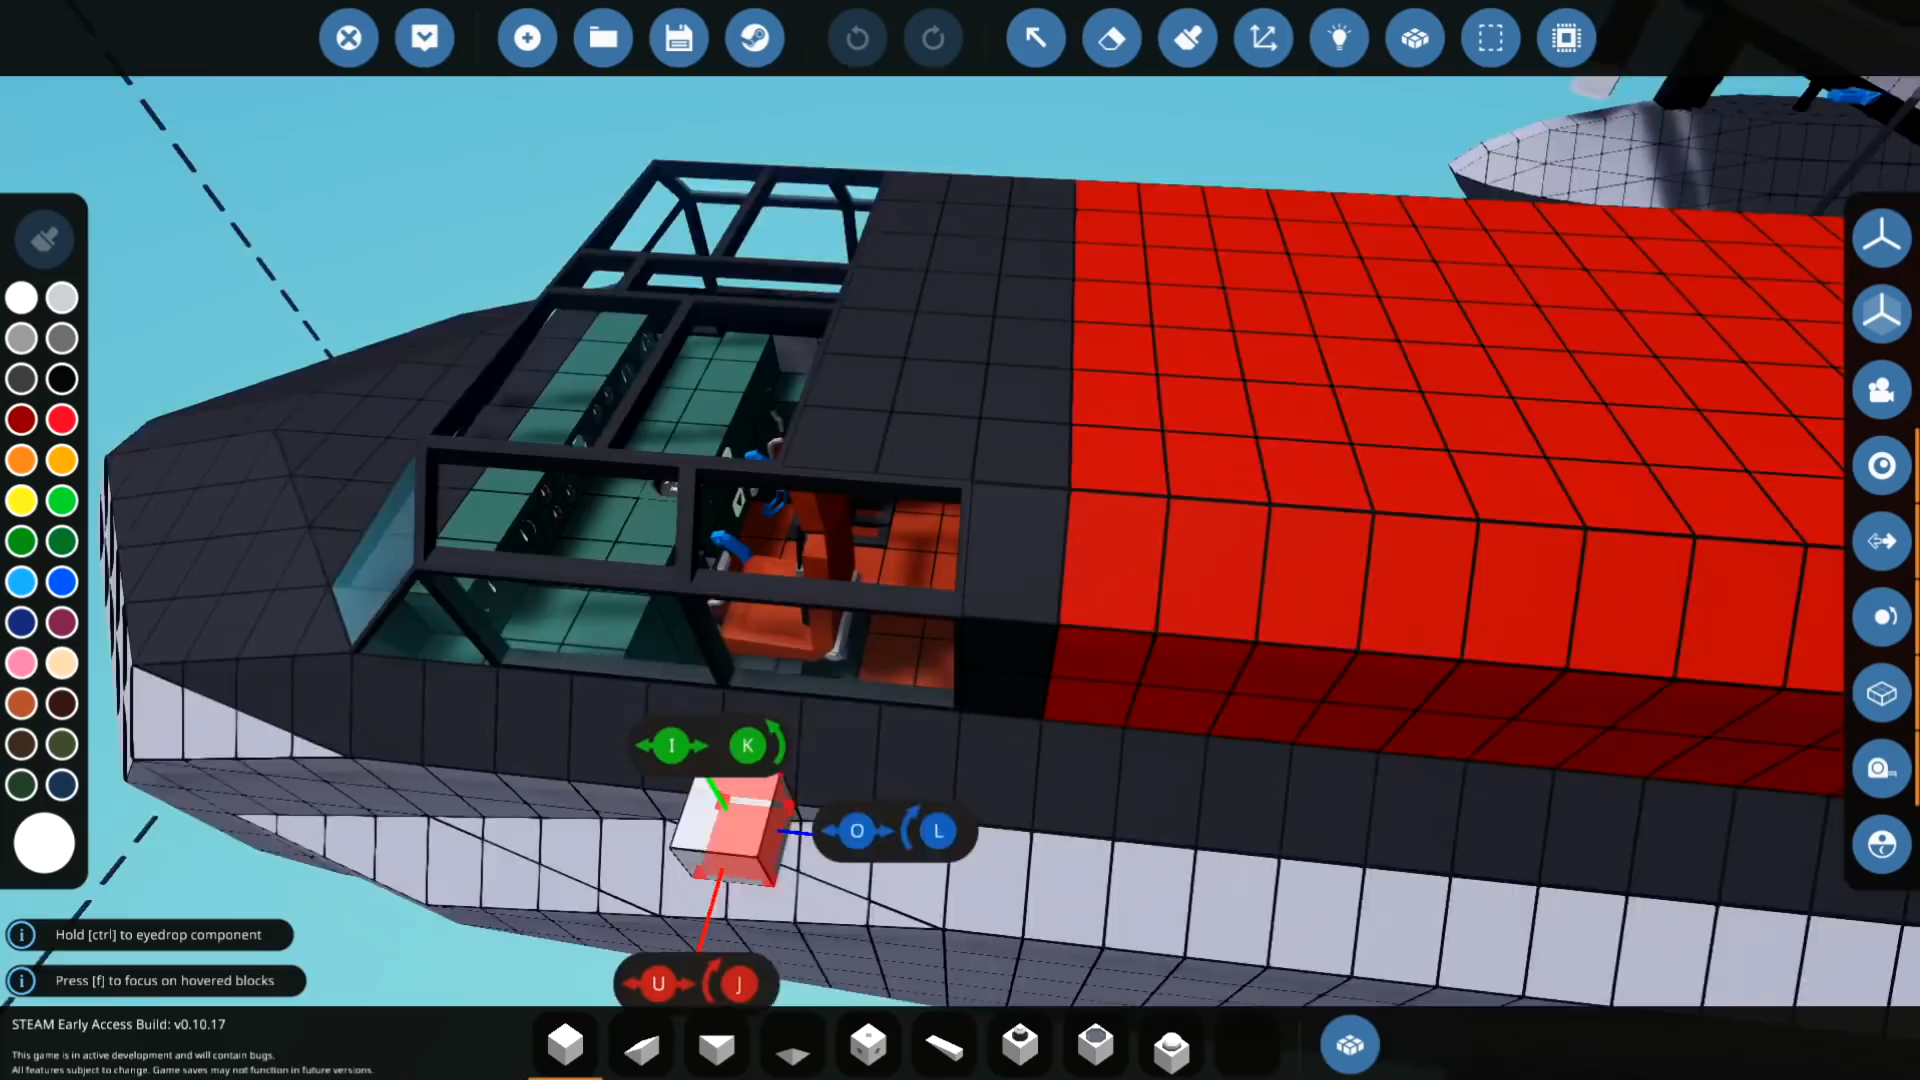 I K
O L
U J
Hold [ctrl] to eyedrop component
Press [f] to focus on hovered blocks
STEAM Early Access Build: v0.10.17
This game is in active development and will contain bugs.
All features subject to change. Game saves may not function in future versions.